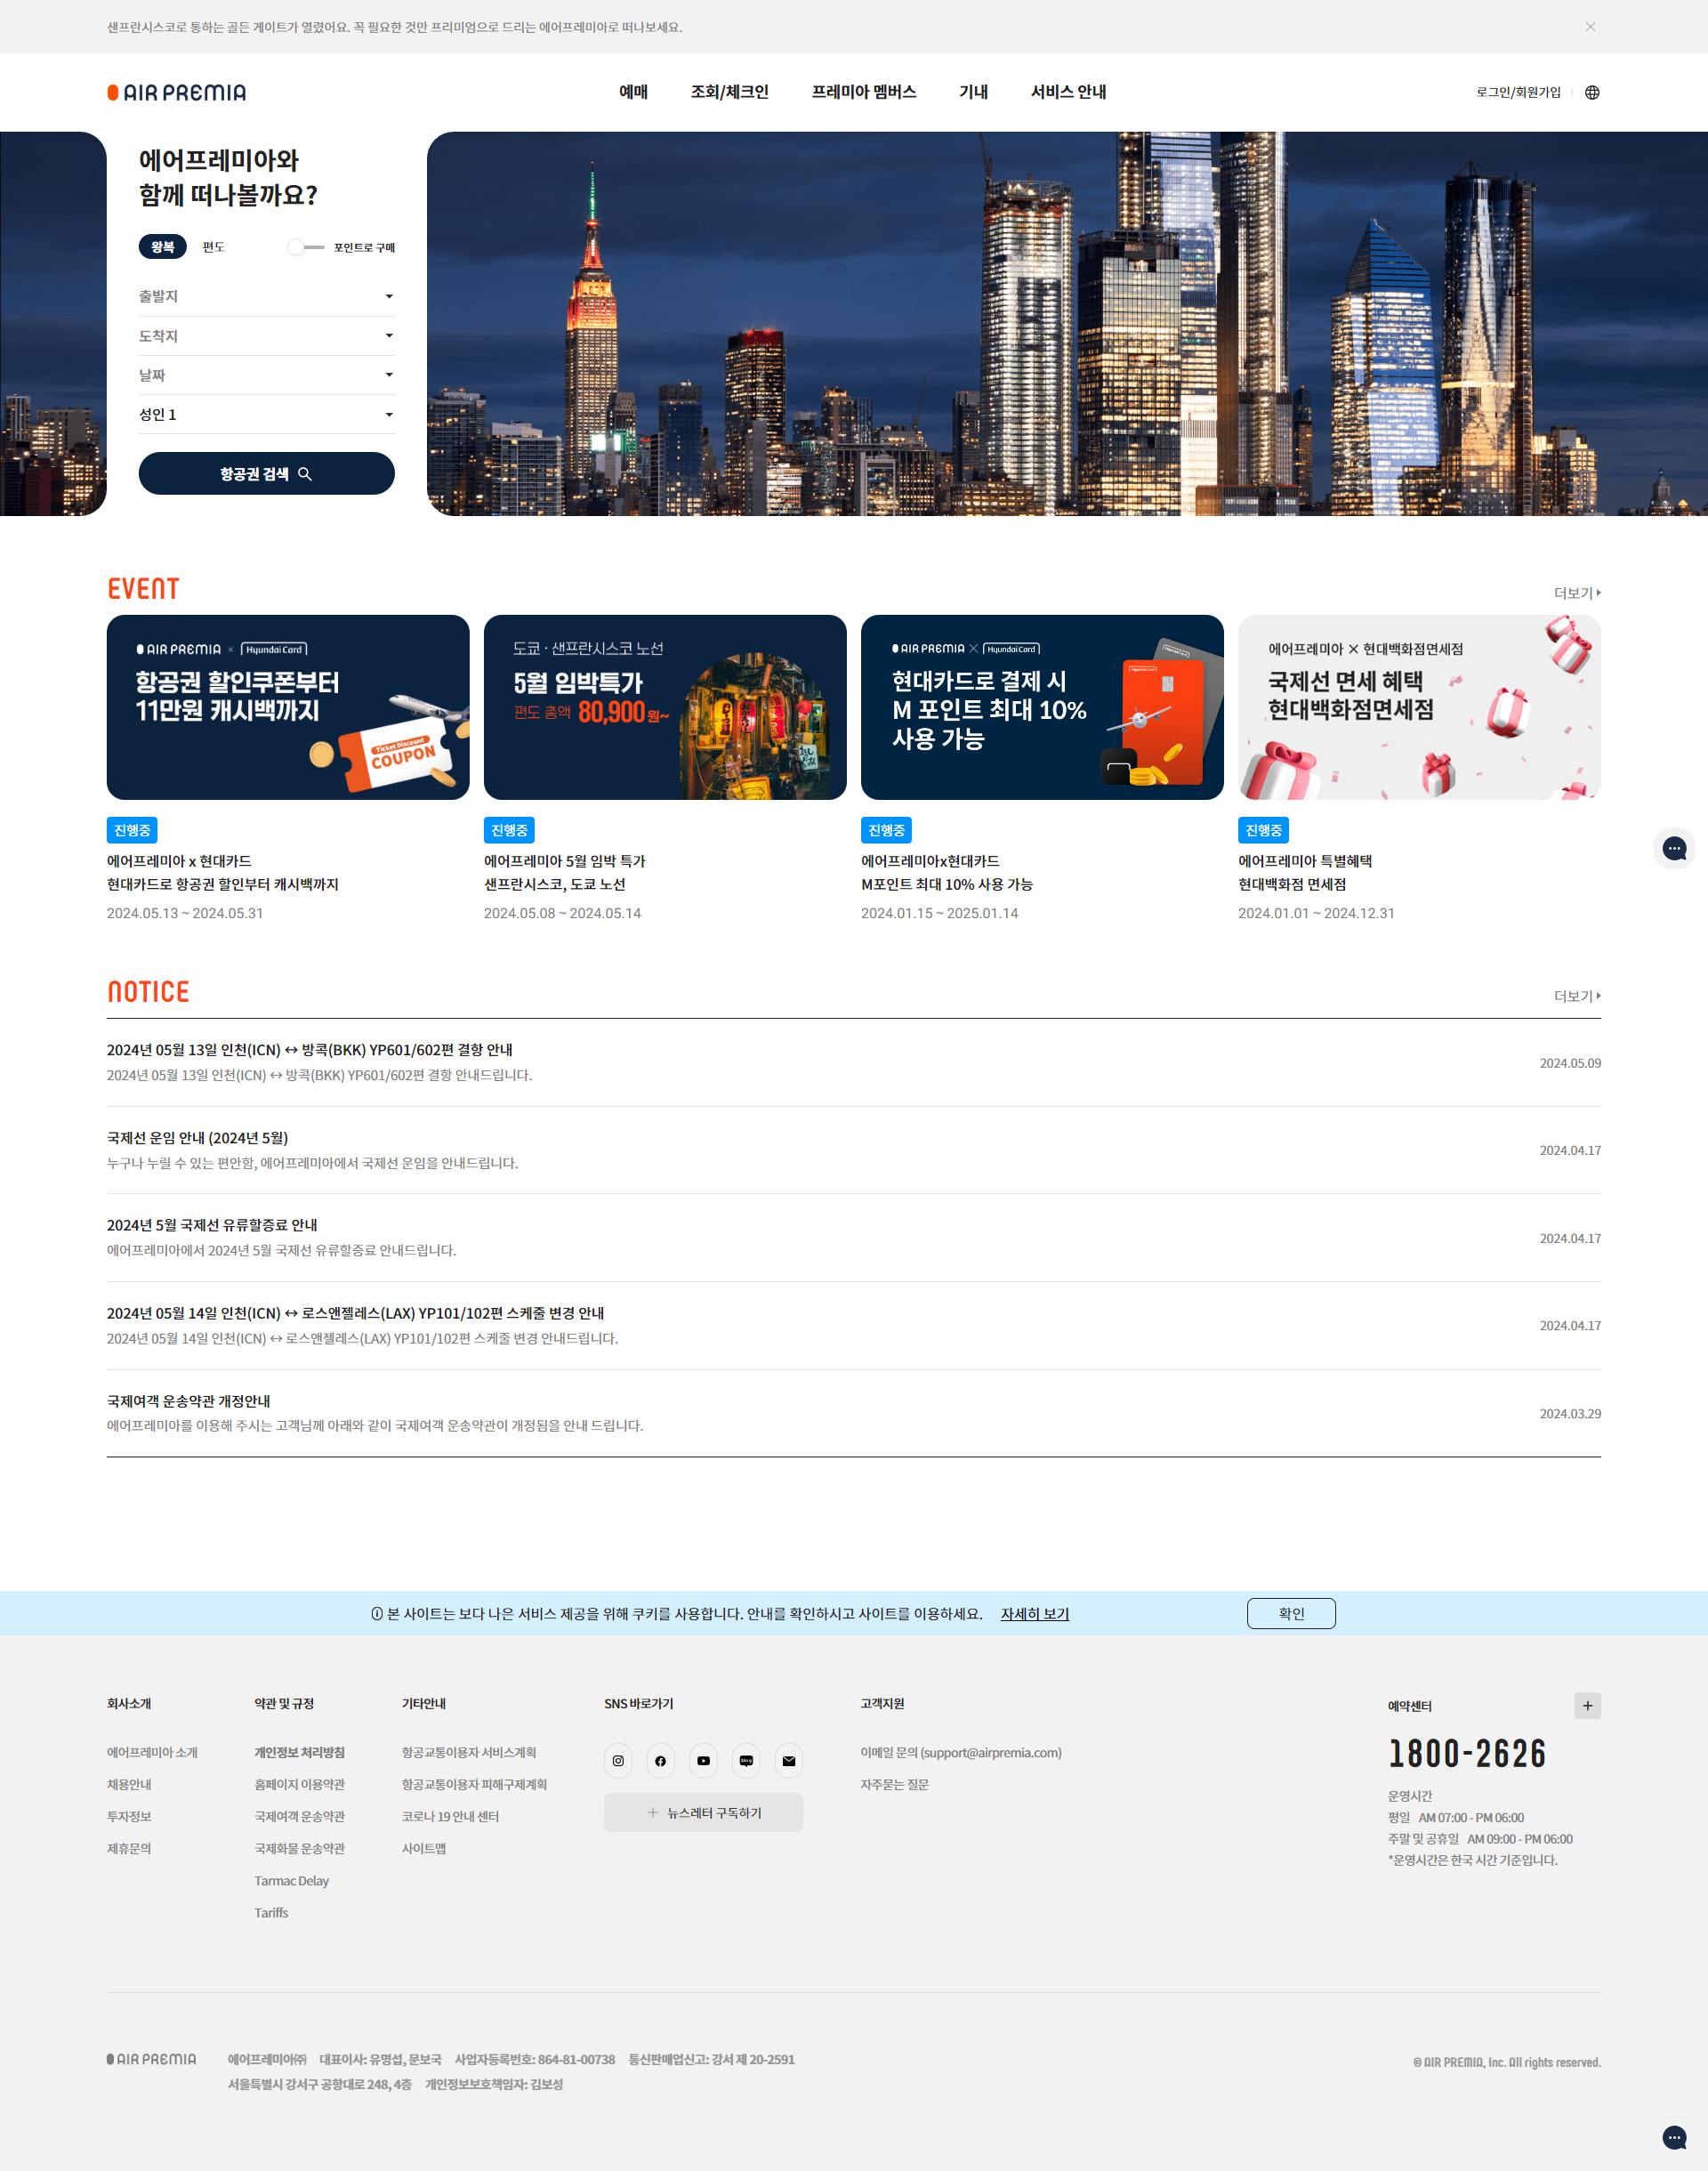 샌프란시스코로 통하는 골든 게이트가 열렸어요. 꼭 필요한 것만 프리미엄으로 드리는 에어프레미아로 떠나보세요.
AIR PREMIA
예매 조회/체크인 프레미아 멤버스 기내 서비스 안내
로그인/회원가입
에어프레미아와
함께 떠나볼까요?
왕복 편도 포인트로 구매
출발지
도착지
날짜
성인 1
항공권 검색
EVENT
더보기
AIR PREMIA × HyundaiCard
항공권 할인쿠폰부터
11만원 캐시백까지
Ticket Discount
COUPON
도쿄 · 샌프란시스코 노선
5월 임박특가
편도 총액 80,900원~
AIR PREMIA × HyundaiCard
현대카드로 결제 시
M 포인트 최대 10%
사용 가능
에어프레미아 × 현대백화점면세점
국제선 면세 혜택
현대백화점면세점
진행중
에어프레미아 x 현대카드
현대카드로 항공권 할인부터 캐시백까지
2024.05.13 ~ 2024.05.31
진행중
에어프레미아 5월 임박 특가
샌프란시스코, 도쿄 노선
2024.05.08 ~ 2024.05.14
진행중
에어프레미아x현대카드
M포인트 최대 10% 사용 가능
2024.01.15 ~ 2025.01.14
진행중
에어프레미아 특별혜택
현대백화점 면세점
2024.01.01 ~ 2024.12.31
NOTICE
더보기
2024년 05월 13일 인천(ICN) ↔ 방콕(BKK) YP601/602편 결항 안내
2024년 05월 13일 인천(ICN) ↔ 방콕(BKK) YP601/602편 결항 안내드립니다.
2024.05.09
국제선 운임 안내 (2024년 5월)
누구나 누릴 수 있는 편안함, 에어프레미아에서 국제선 운임을 안내드립니다.
2024.04.17
2024년 5월 국제선 유류할증료 안내
에어프레미아에서 2024년 5월 국제선 유류할증료 안내드립니다.
2024.04.17
2024년 05월 14일 인천(ICN) ↔ 로스앤젤레스(LAX) YP101/102편 스케줄 변경 안내
2024년 05월 14일 인천(ICN) ↔ 로스앤젤레스(LAX) YP101/102편 스케줄 변경 안내드립니다.
2024.04.17
국제여객 운송약관 개정안내
에어프레미아를 이용해 주시는 고객님께 아래와 같이 국제여객 운송약관이 개정됨을 안내 드립니다.
2024.03.29
본 사이트는 보다 나은 서비스 제공을 위해 쿠키를 사용합니다. 안내를 확인하시고 사이트를 이용하세요. 자세히 보기
확인
회사소개
에어프레미아 소개
채용안내
투자정보
제휴문의
약관 및 규정
개인정보 처리방침
홈페이지 이용약관
국제여객 운송약관
국제화물 운송약관
Tarmac Delay
Tariffs
기타안내
항공교통이용자 서비스계획
항공교통이용자 피해구제계획
코로나 19 안내 센터
사이트맵
SNS 바로가기
blog
+ 뉴스레터 구독하기
고객지원
이메일 문의 (support@airpremia.com)
자주묻는 질문
예약센터
+
1800-2626
운영시간
평일 AM 07:00 - PM 06:00
주말 및 공휴일 AM 09:00 - PM 06:00
*운영시간은 한국 시간 기준입니다.
AIR PREMIA
에어프레미아㈜ 대표이사: 유명섭, 문보국 사업자등록번호: 864-81-00738 통신판매업신고: 강서 제 20-2591
서울특별시 강서구 공항대로 248, 4층 개인정보보호책임자: 김보성
© AIR PREMIA, Inc. All rights reserved.